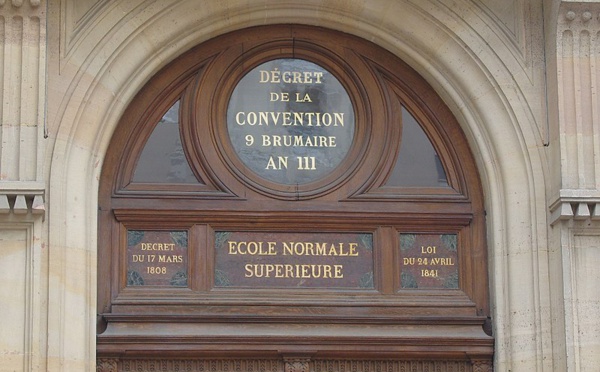 DÉCRET
DE LA
CONVENTION
9 BRUMAIRE
AN III
DECRET
DU 17 MARS
1808
ECOLE NORMALE
SUPERIEURE
LOI
DU 24 AVRIL
1841